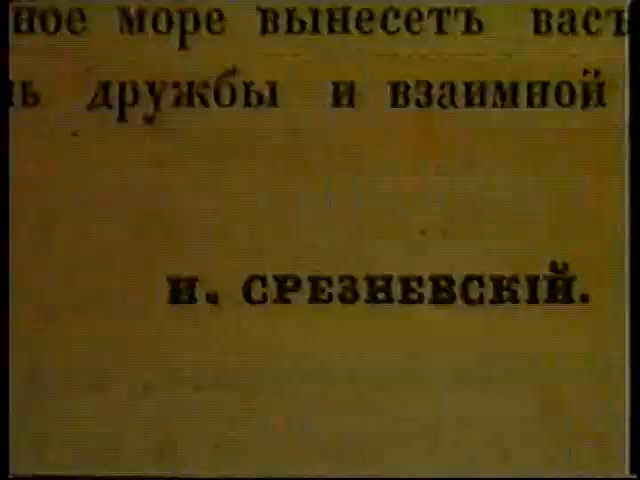 ное море вынесетъ васъ
ь дружбы и взаимной
И. СРЕЗНЕВСКІЙ.